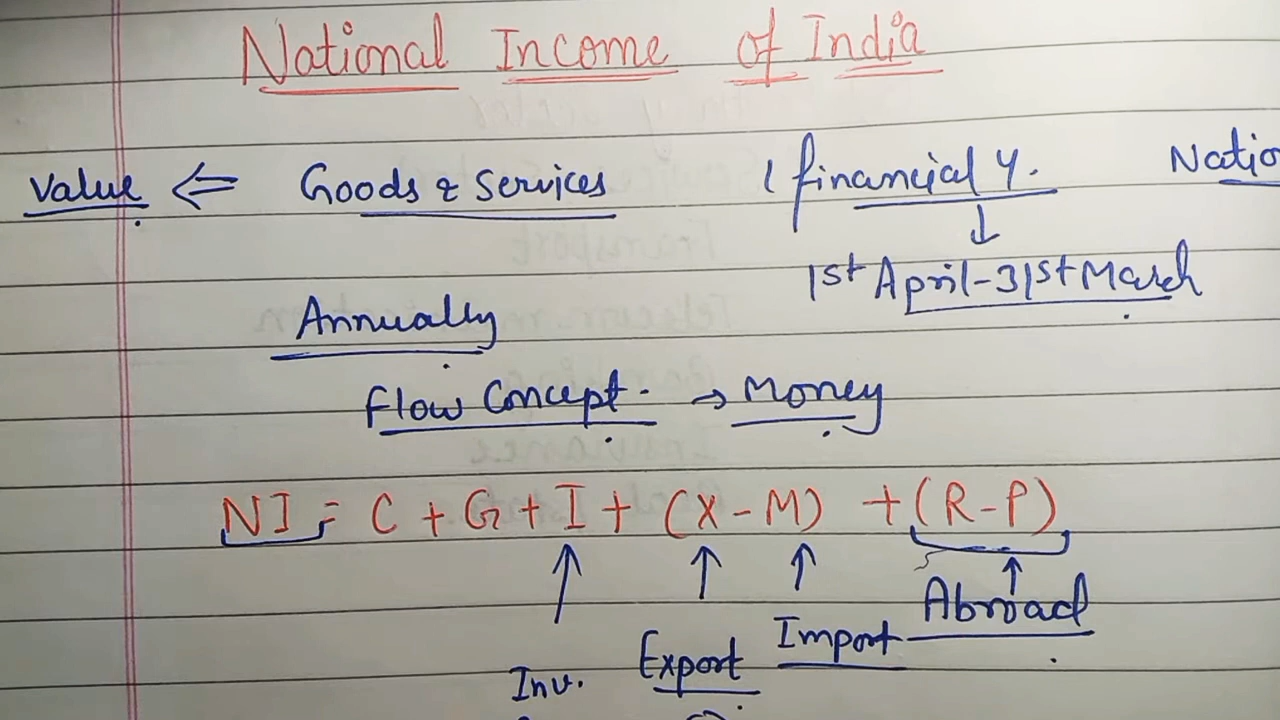 National Income of India
Value ⇐ Goods & Services 1 financial Y. Natio
↓
1st April-31st March
Annually
flow Concept. → Money
NI = C + G + I + (X - M) + (R - P)
↑ ↑ ↑ ↑
Abroad
Import
Export
Inv.